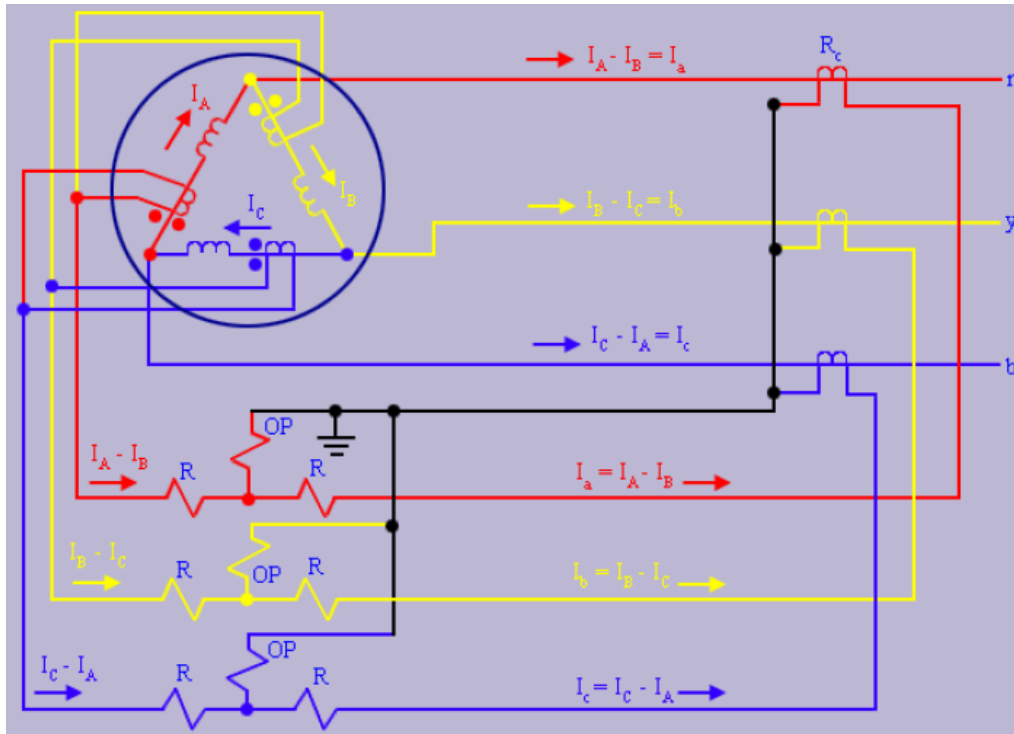 I_A - I_B = I_a
R_c
r
I_A
I_B
I_C
I_B - I_C = I_b
y
I_C - I_A = I_c
b
OP
I_A - I_B
R
R
I_a = I_A - I_B
I_B - I_C
R
OP
R
I_b = I_B - I_C
I_C - I_A
R
OP
R
I_c = I_C - I_A